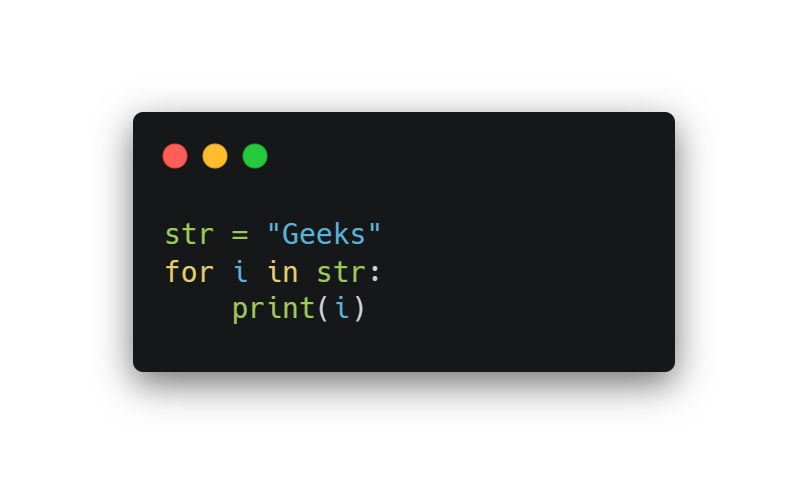 str = "Geeks"
for i in str:
    print(i)